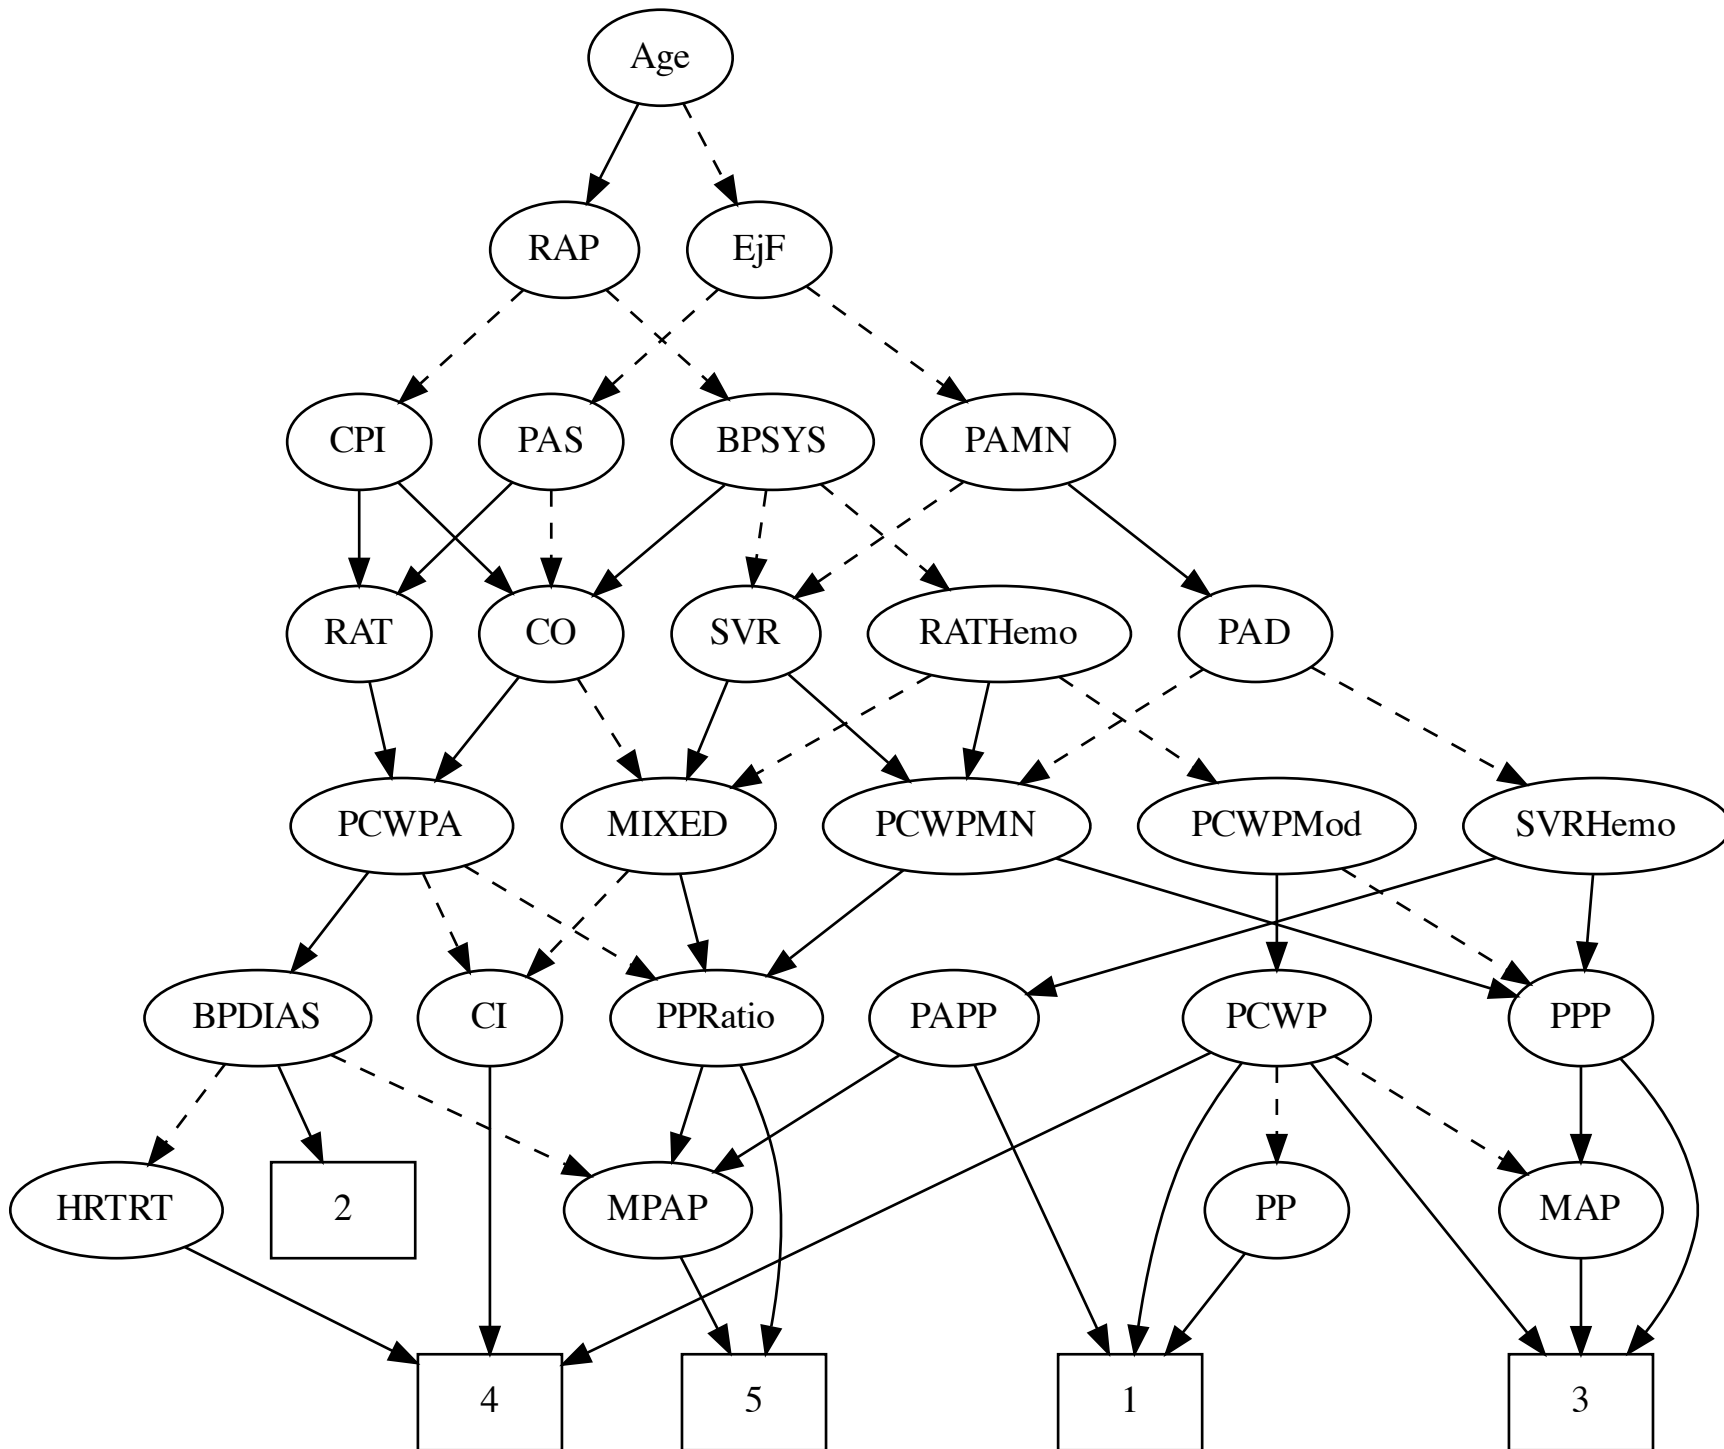 Age
RAP
EjF
CPI
PAS
BPSYS
PAMN
RAT
CO
SVR
RATHemo
PAD
PCWPA
MIXED
PCWPMN
PCWPMod
SVRHemo
BPDIAS
CI
PPRatio
PAPP
PCWP
PPP
HRTRT
2
MPAP
PP
MAP
4
5
1
3